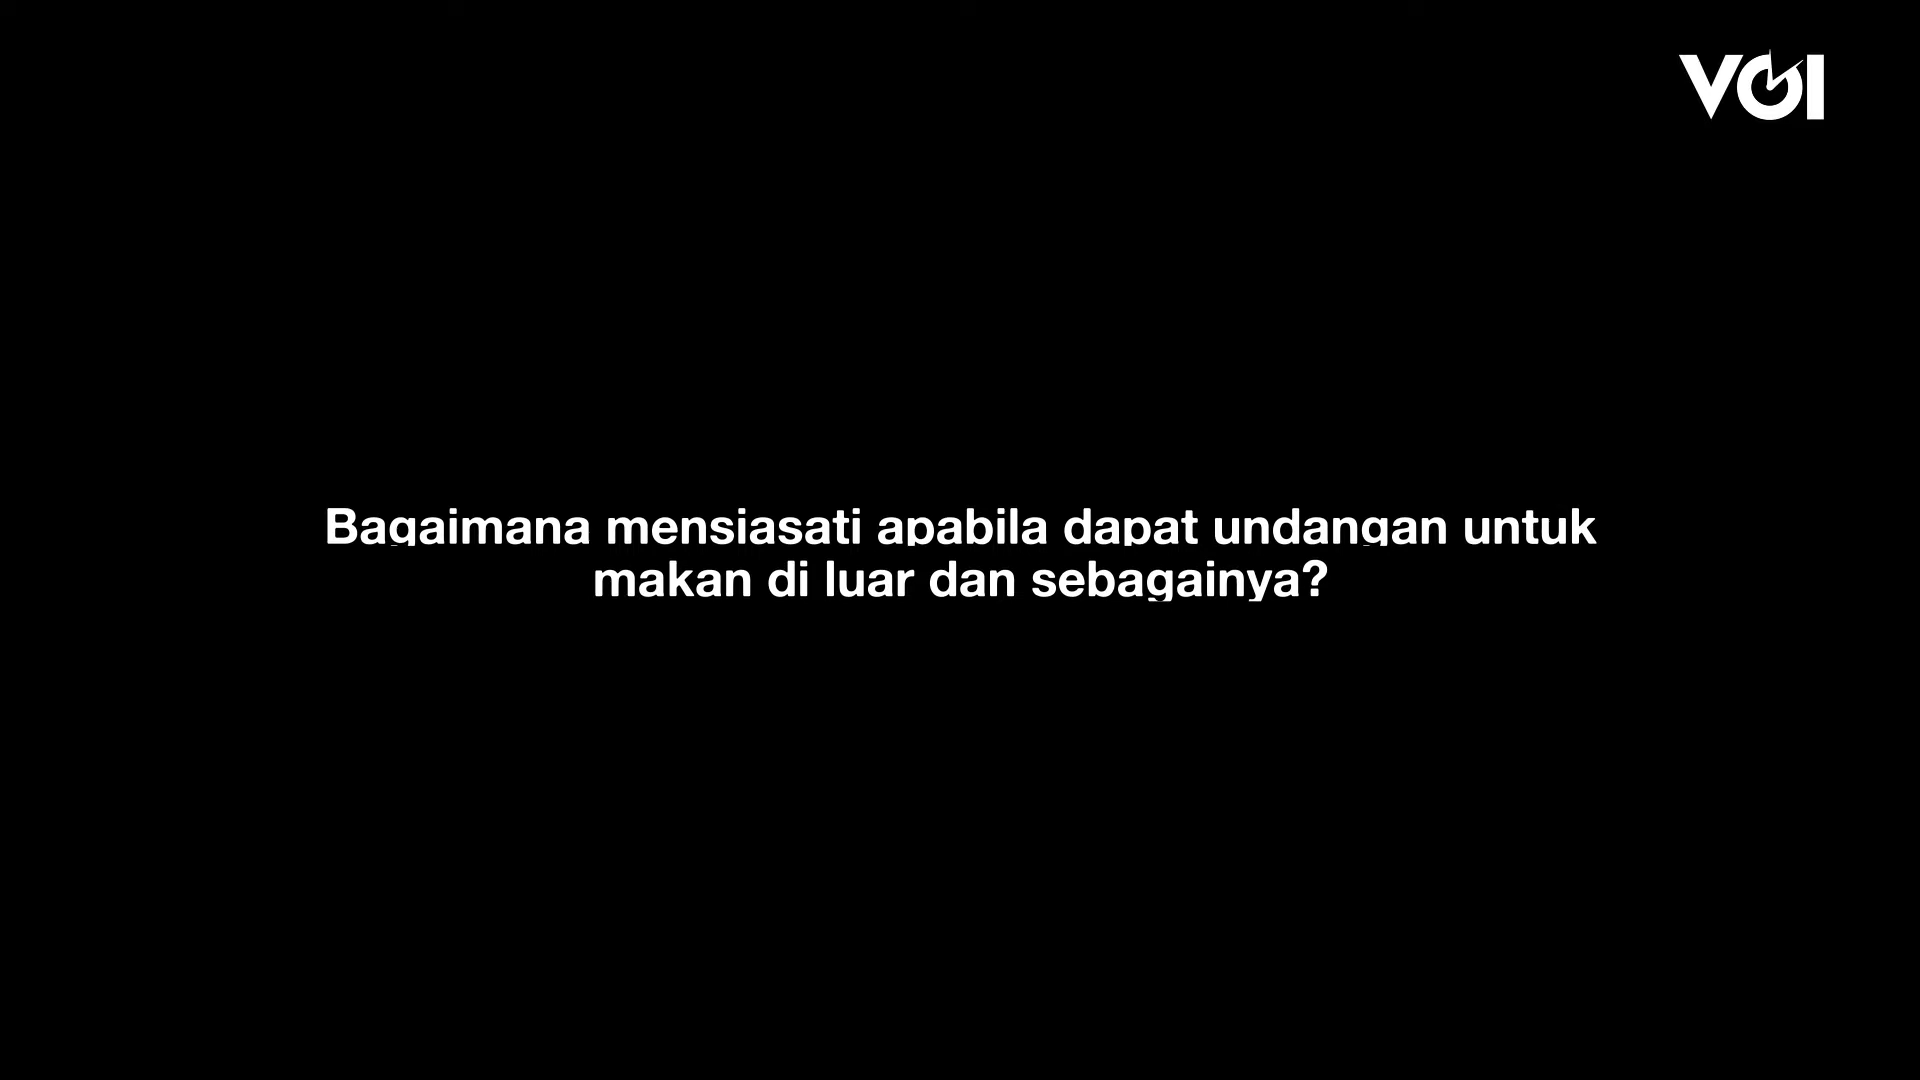 VOI
Bagaimana mensiasati apabila dapat undangan untuk
makan di luar dan sebagainya?